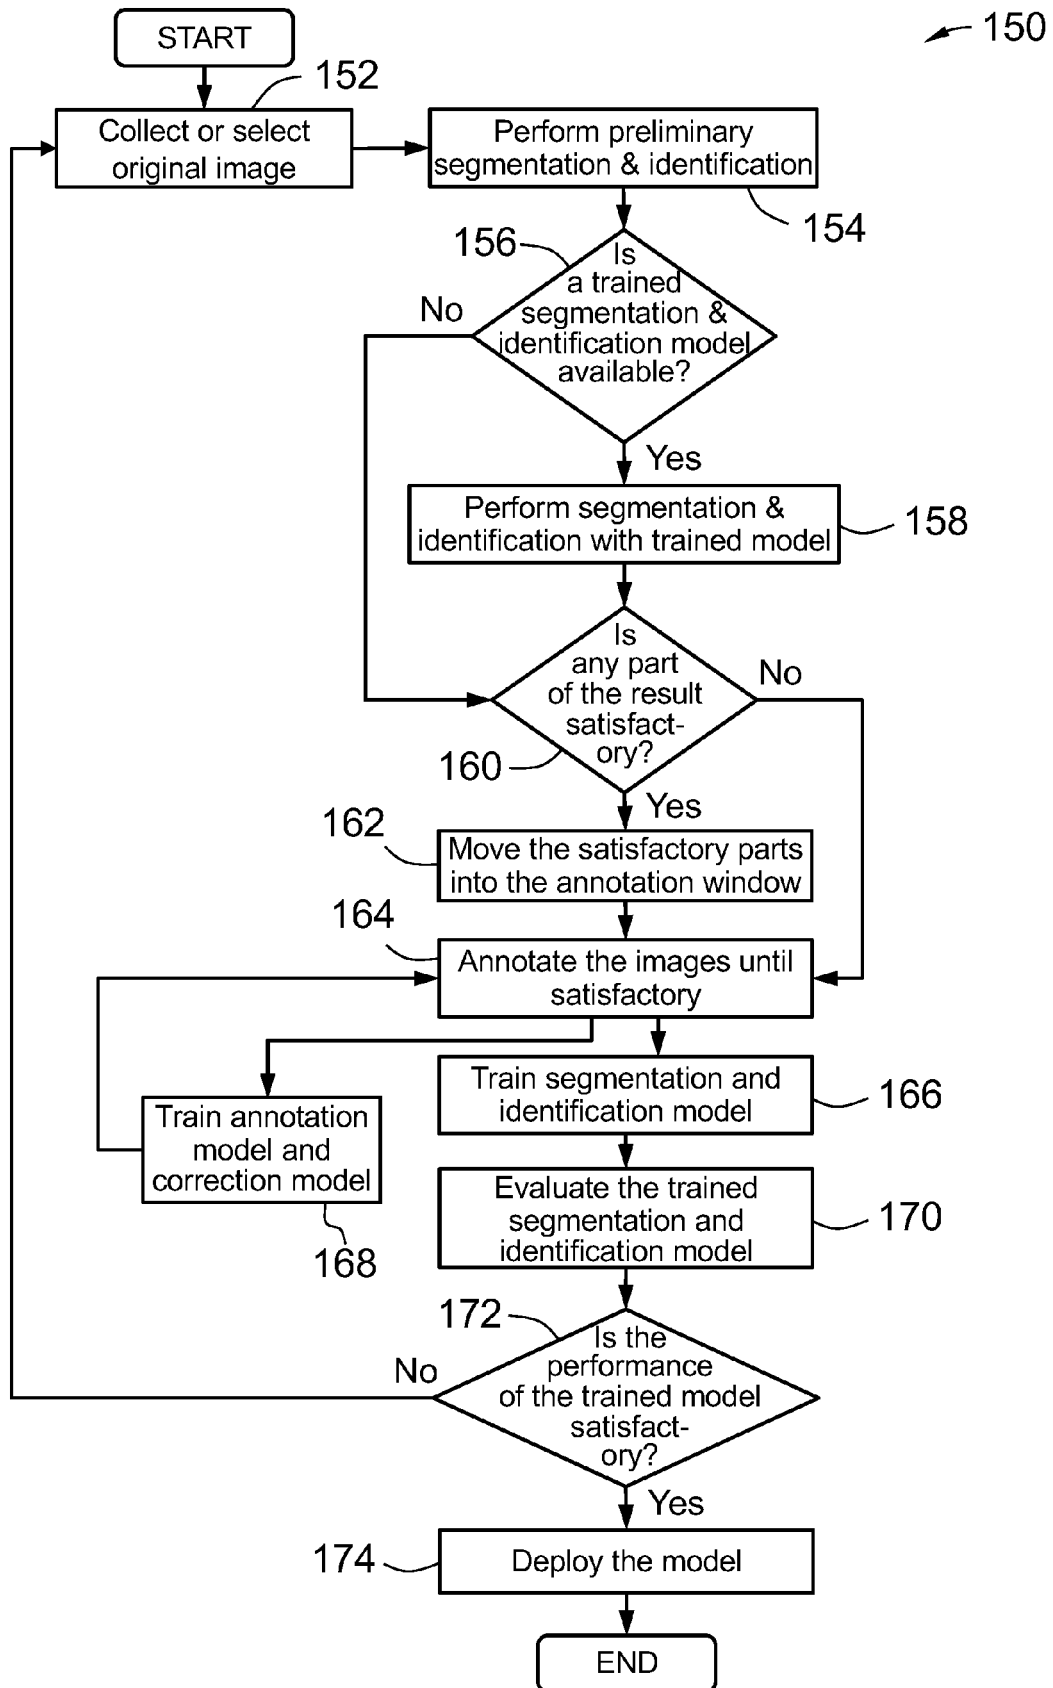 START
150
152
Collect or select
original image
Perform preliminary
segmentation & identification
154
156
Is
a trained
segmentation &
identification model
available?
No
Yes
Perform segmentation &
identification with trained model
158
Is
any part
of the result
satisfact-
ory?
No
160
Yes
162
Move the satisfactory parts
into the annotation window
164
Annotate the images until
satisfactory
Train segmentation and
identification model
166
Train annotation
model and
correction model
168
Evaluate the trained
segmentation and
identification model
170
172
Is the
performance
of the trained model
satisfact-
ory?
No
Yes
174
Deploy the model
END